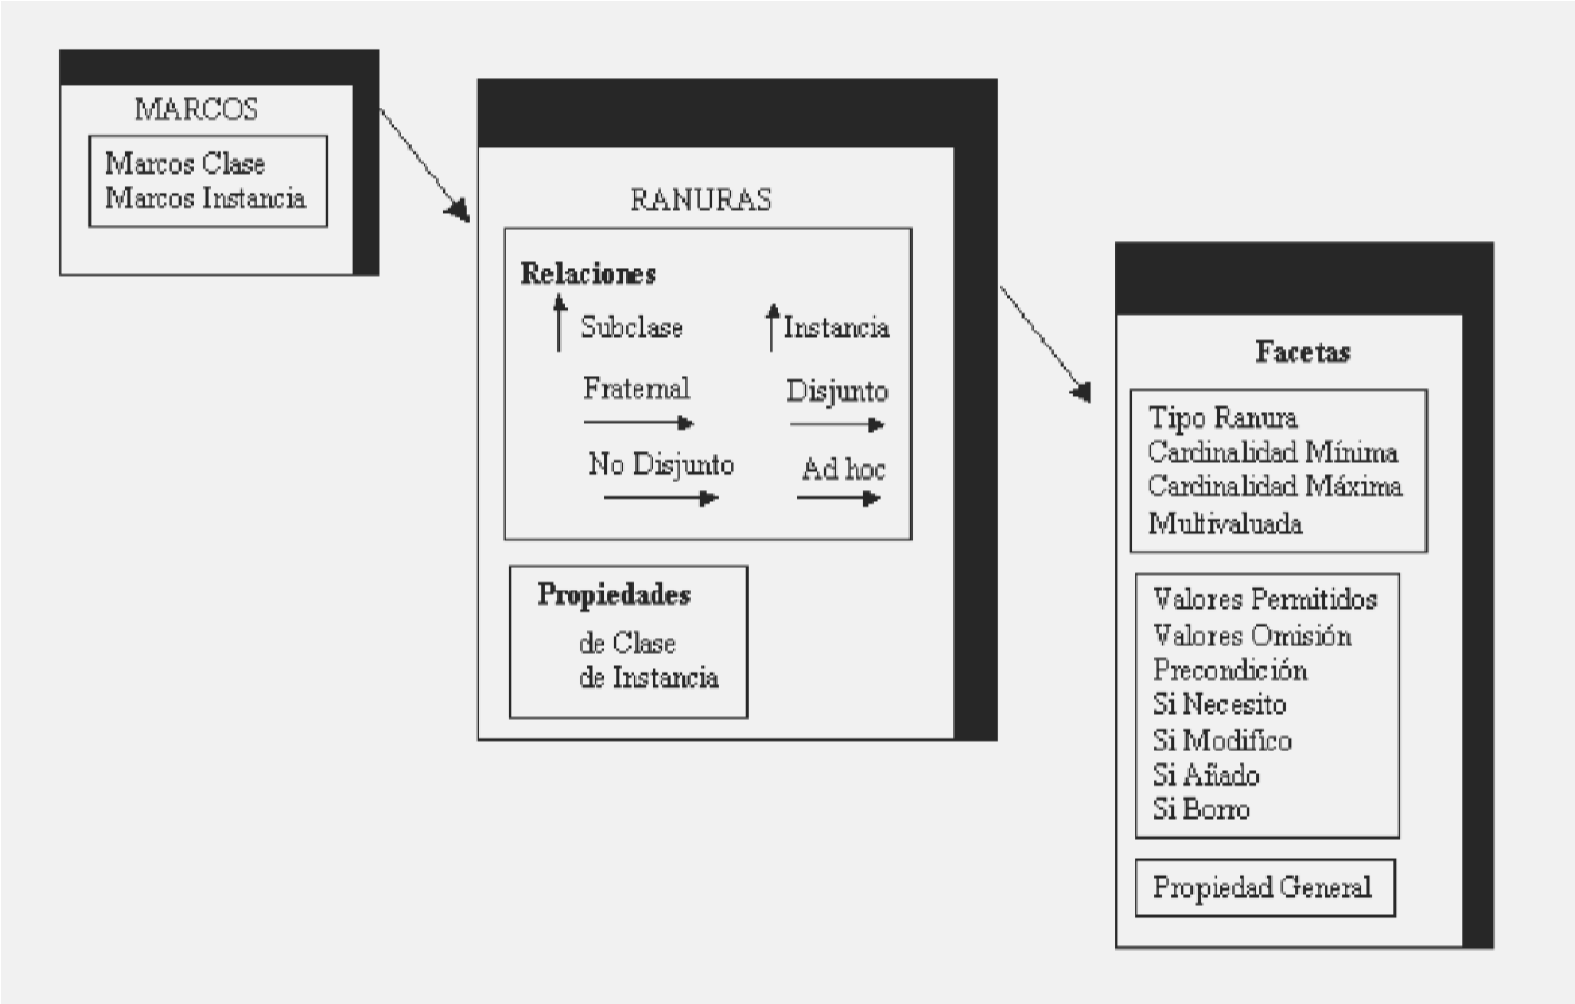 MARCOS
Marcos Clase
Marcos Instancia
RANURAS
Relaciones
Subclase
Instancia
Fraternal
Disjunto
No Disjunto
Ad hoc
Propiedades
de Clase
de Instancia
Facetas
Tipo Ranura
Cardinalidad Mínima
Cardinalidad Máxima
Multivaluada
Valores Permitidos
Valores Omisión
Precondición
Si Necesito
Si Modifico
Si Añado
Si Borro
Propiedad General